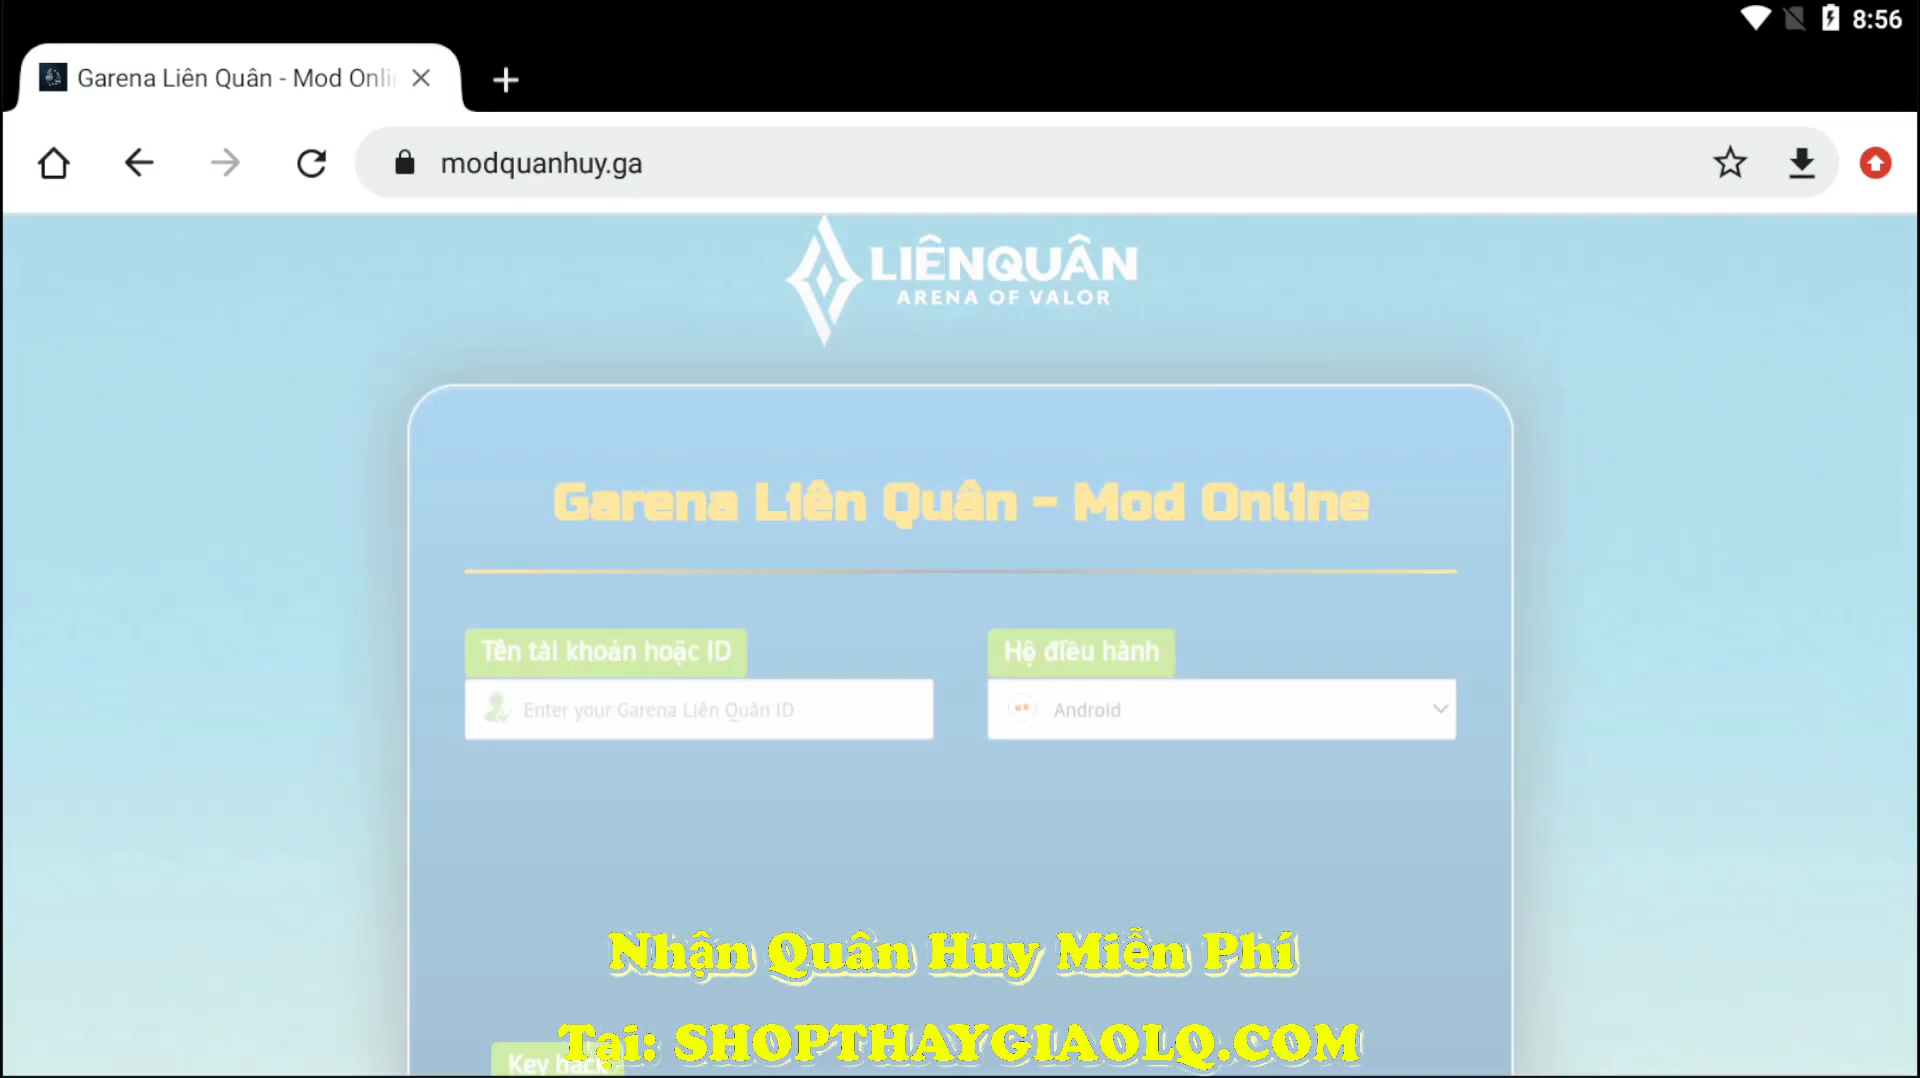 8:56
Garena Liên Quân - Mod Onli
modquanhuy.ga
LIÊNQUÂN
ARENA OF VALOR
Garena Liên Quân - Mod Online
Tên tài khoản hoặc ID
Hệ điều hành
Enter your Garena Liên Quân ID
Android
Nhận Quân Huy Miễn Phí
Tại: SHOPTHAYGIAOLQ.COM
Key hack